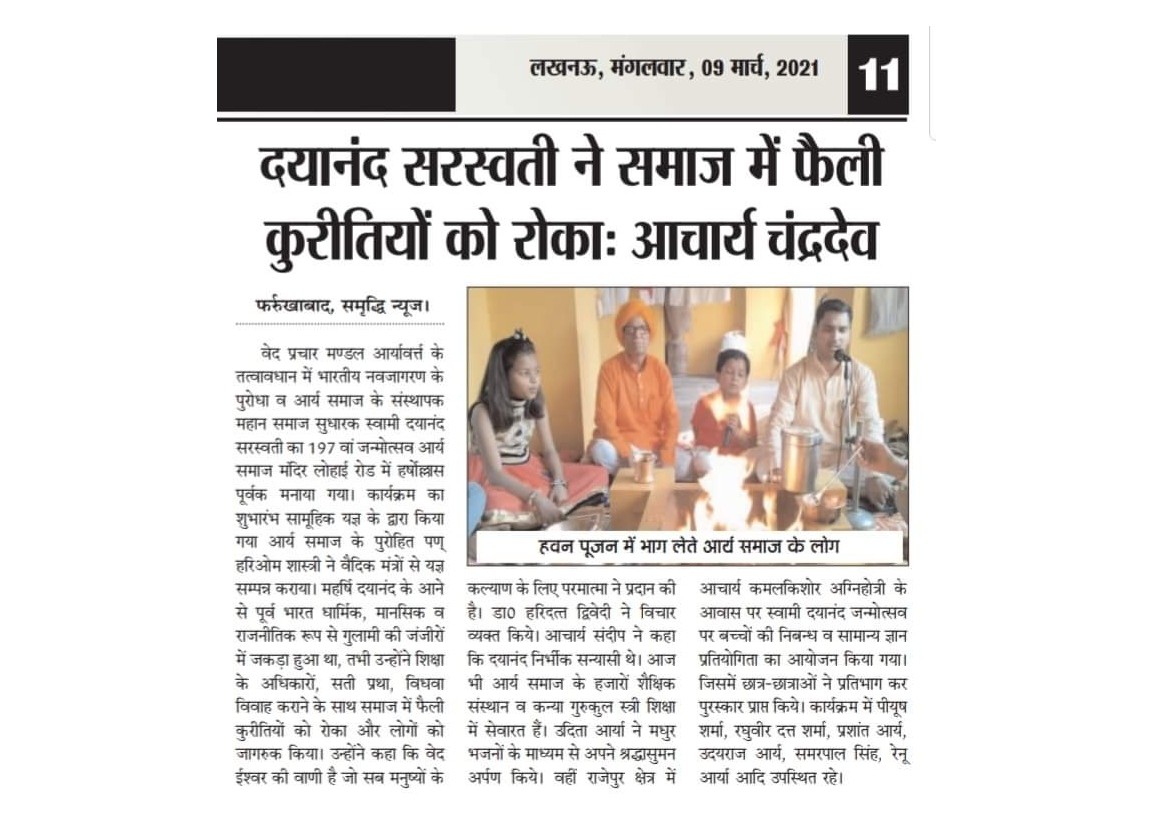 लखनऊ, मंगलवार, 09 मार्च, 2021
11
दयानंद सरस्वती ने समाज में फैली
कुरीतियों को रोकाः आचार्य चंद्रदेव
फर्रुखाबाद, समृद्धि न्यूज।
वेद प्रचार मण्डल आर्यावर्त्त के
तत्वावधान में भारतीय नवजागरण के
पुरोधा व आर्य समाज के संस्थापक
महान समाज सुधारक स्वामी दयानंद
सरस्वती का 197 वां जन्मोत्सव आर्य
समाज मंदिर लोहाई रोड में हर्षोल्लास
पूर्वक मनाया गया। कार्यक्रम का
शुभारंभ सामूहिक यज्ञ के द्वारा किया
गया आर्य समाज के पुरोहित पण्
हरिओम शास्त्री ने वैदिक मंत्रों से यज्ञ
सम्पन्न कराया। महर्षि दयानंद के आने
से पूर्व भारत धार्मिक, मानसिक व
राजनीतिक रूप से गुलामी की जंजीरों
में जकड़ा हुआ था, तभी उन्होंने शिक्षा
के अधिकारों, सती प्रथा, विधवा
विवाह कराने के साथ समाज में फैली
कुरीतियों को रोका और लोगों को
जागरुक किया। उन्होंने कहा कि वेद
ईश्वर की वाणी है जो सब मनुष्यों के
हवन पूजन में भाग लेते आर्य समाज के लोग
कल्याण के लिए परमात्मा ने प्रदान की
है। डा0 हरिदत्त द्विवेदी ने विचार
व्यक्त किये। आचार्य संदीप ने कहा
कि दयानंद निर्भीक सन्यासी थे। आज
भी आर्य समाज के हजारों शैक्षिक
संस्थान व कन्या गुरुकुल स्त्री शिक्षा
में सेवारत हैं। उदिता आर्या ने मधुर
भजनों के माध्यम से अपने श्रद्धासुमन
अर्पण किये। वहीं राजेपुर क्षेत्र में
आचार्य कमलकिशोर अग्निहोत्री के
आवास पर स्वामी दयानंद जन्मोत्सव
पर बच्चों की निबन्ध व सामान्य ज्ञान
प्रतियोगिता का आयोजन किया गया।
जिसमें छात्र-छात्राओं ने प्रतिभाग कर
पुरस्कार प्राप्त किये। कार्यक्रम में पीयूष
शर्मा, रघुवीर दत्त शर्मा, प्रशांत आर्य,
उदयराज आर्य, समरपाल सिंह, रेनू
आर्या आदि उपस्थित रहे।